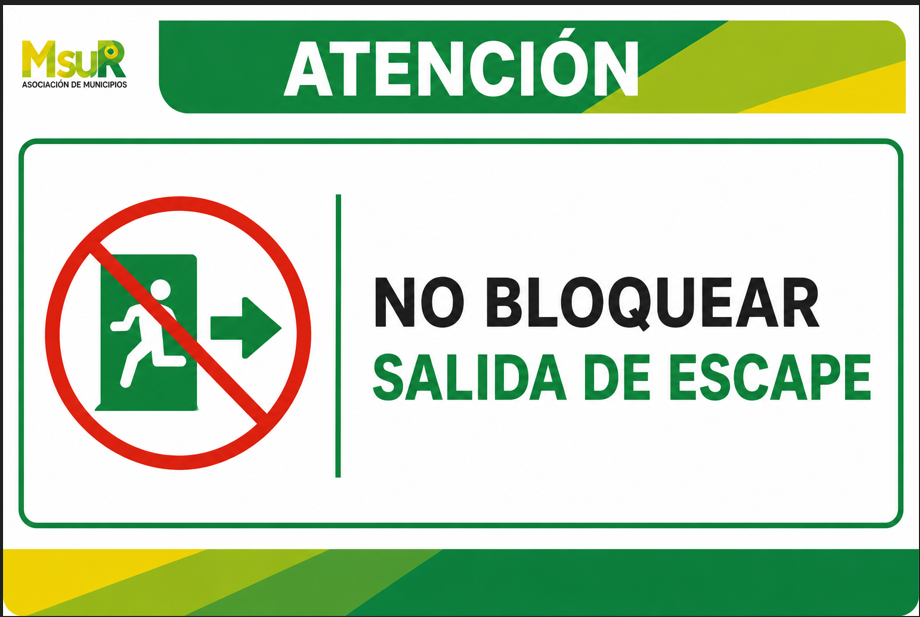 MsuR
ASOCIACIÓN DE MUNICIPIOS
ATENCIÓN
NO BLOQUEAR
SALIDA DE ESCAPE